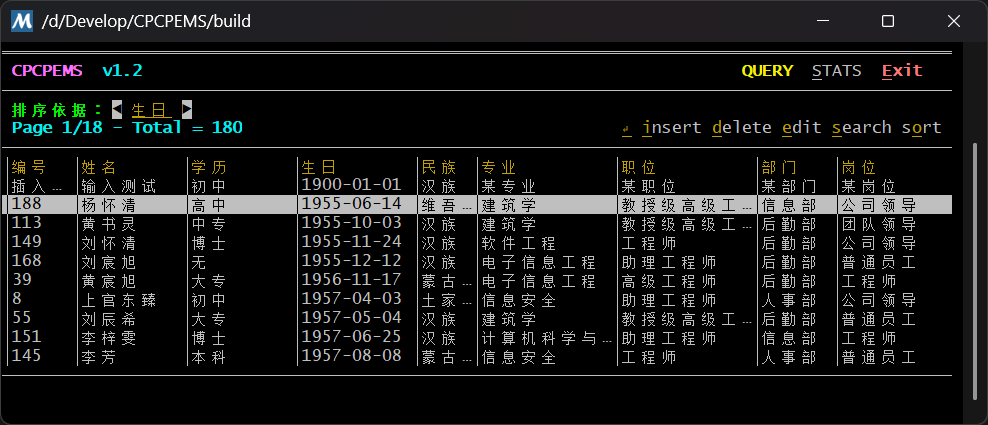 /d/Develop/CPCPEMS/build
CPCPEMS v1.2 QUERY STATS Exit
排序依据：< 生日 >
Page 1/18 - Total = 180 ↲ insert delete edit search sort
编号 姓名 学历 生日 民族 专业 职位 部门 岗位
插入… 输入测试 初中 1900-01-01 汉族 某专业 某职位 某部门 某岗位
188 杨怀清 高中 1955-06-14 维吾… 建筑学 教授级高级工… 信息部 公司领导
113 黄书灵 中专 1955-10-03 汉族 建筑学 教授级高级工… 后勤部 团队领导
149 刘怀清 博士 1955-11-24 汉族 软件工程 工程师 后勤部 公司领导
168 刘宸旭 无 1955-12-12 汉族 电子信息工程 助理工程师 后勤部 普通员工
39 黄宸旭 大专 1956-11-17 蒙古… 电子信息工程 高级工程师 后勤部 工程师
8 上官东臻 初中 1957-04-03 土家… 信息安全 助理工程师 人事部 公司领导
55 刘辰希 大专 1957-05-04 汉族 建筑学 教授级高级工… 后勤部 普通员工
151 李梓雯 博士 1957-06-25 汉族 计算机科学与… 助理工程师 信息部 工程师
145 李芳 本科 1957-08-08 蒙古… 信息安全 工程师 人事部 普通员工